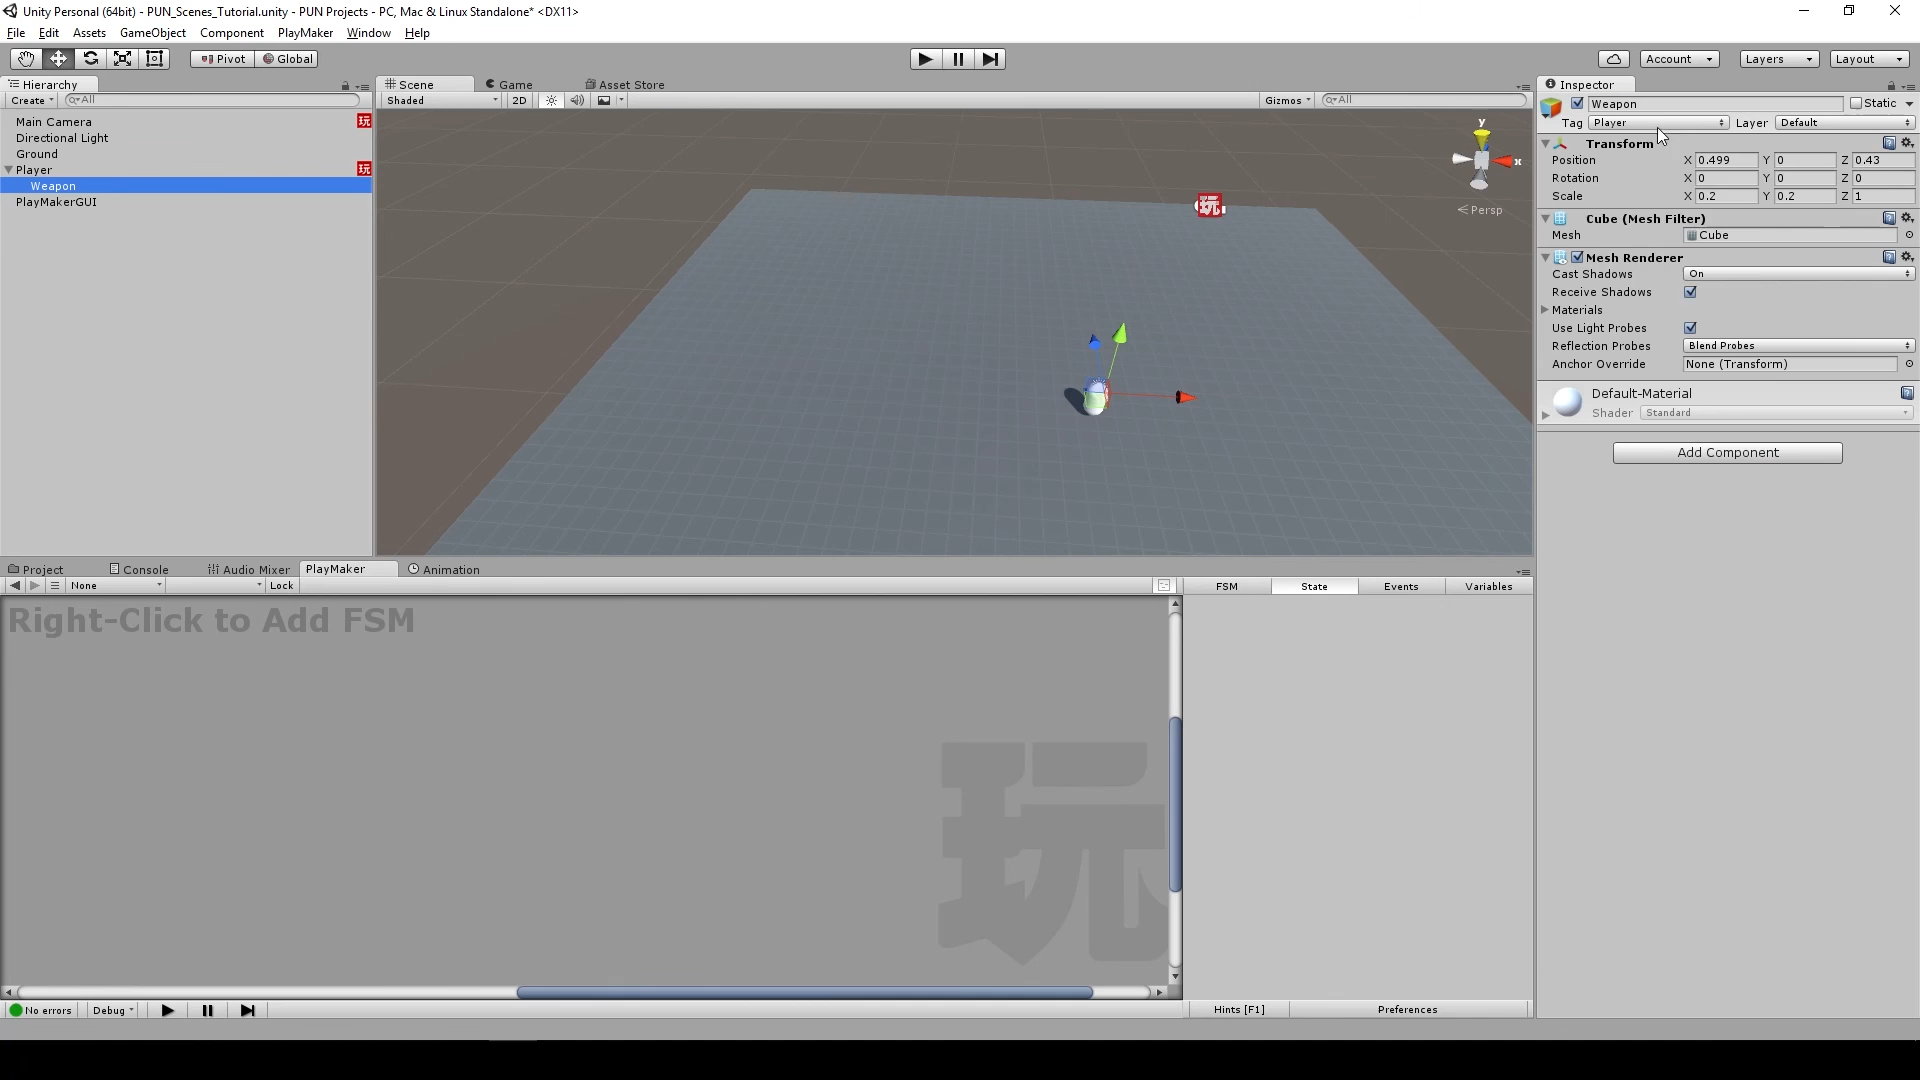 Unity Personal (64bit) - PUN_Scenes_Tutorial.unity - PUN Projects - PC, Mac & Linux Standalone* <DX11>
File Edit Assets GameObject Component PlayMaker Window Help
Pivot Global Account Layers Layout
Hierarchy
Create All
Main Camera 玩
Directional Light
Ground
Player 玩
Weapon
PlayMakerGUI
Scene Game Asset Store
Shaded 2D Gizmos All
y
x
Persp
玩
Inspector
Weapon Static
Tag Player Layer Default
Transform
Position X 0.499 Y 0 Z 0.43
Rotation X 0 Y 0 Z 0
Scale X 0.2 Y 0.2 Z 1
Cube (Mesh Filter)
Mesh Cube
Mesh Renderer
Cast Shadows On
Receive Shadows
Materials
Use Light Probes
Reflection Probes Blend Probes
Anchor Override None (Transform)
Default-Material
Shader Standard
Add Component
Project Console Audio Mixer PlayMaker Animation
None Lock FSM State Events Variables
Right-Click to Add FSM
玩
No errors Debug Hints [F1] Preferences